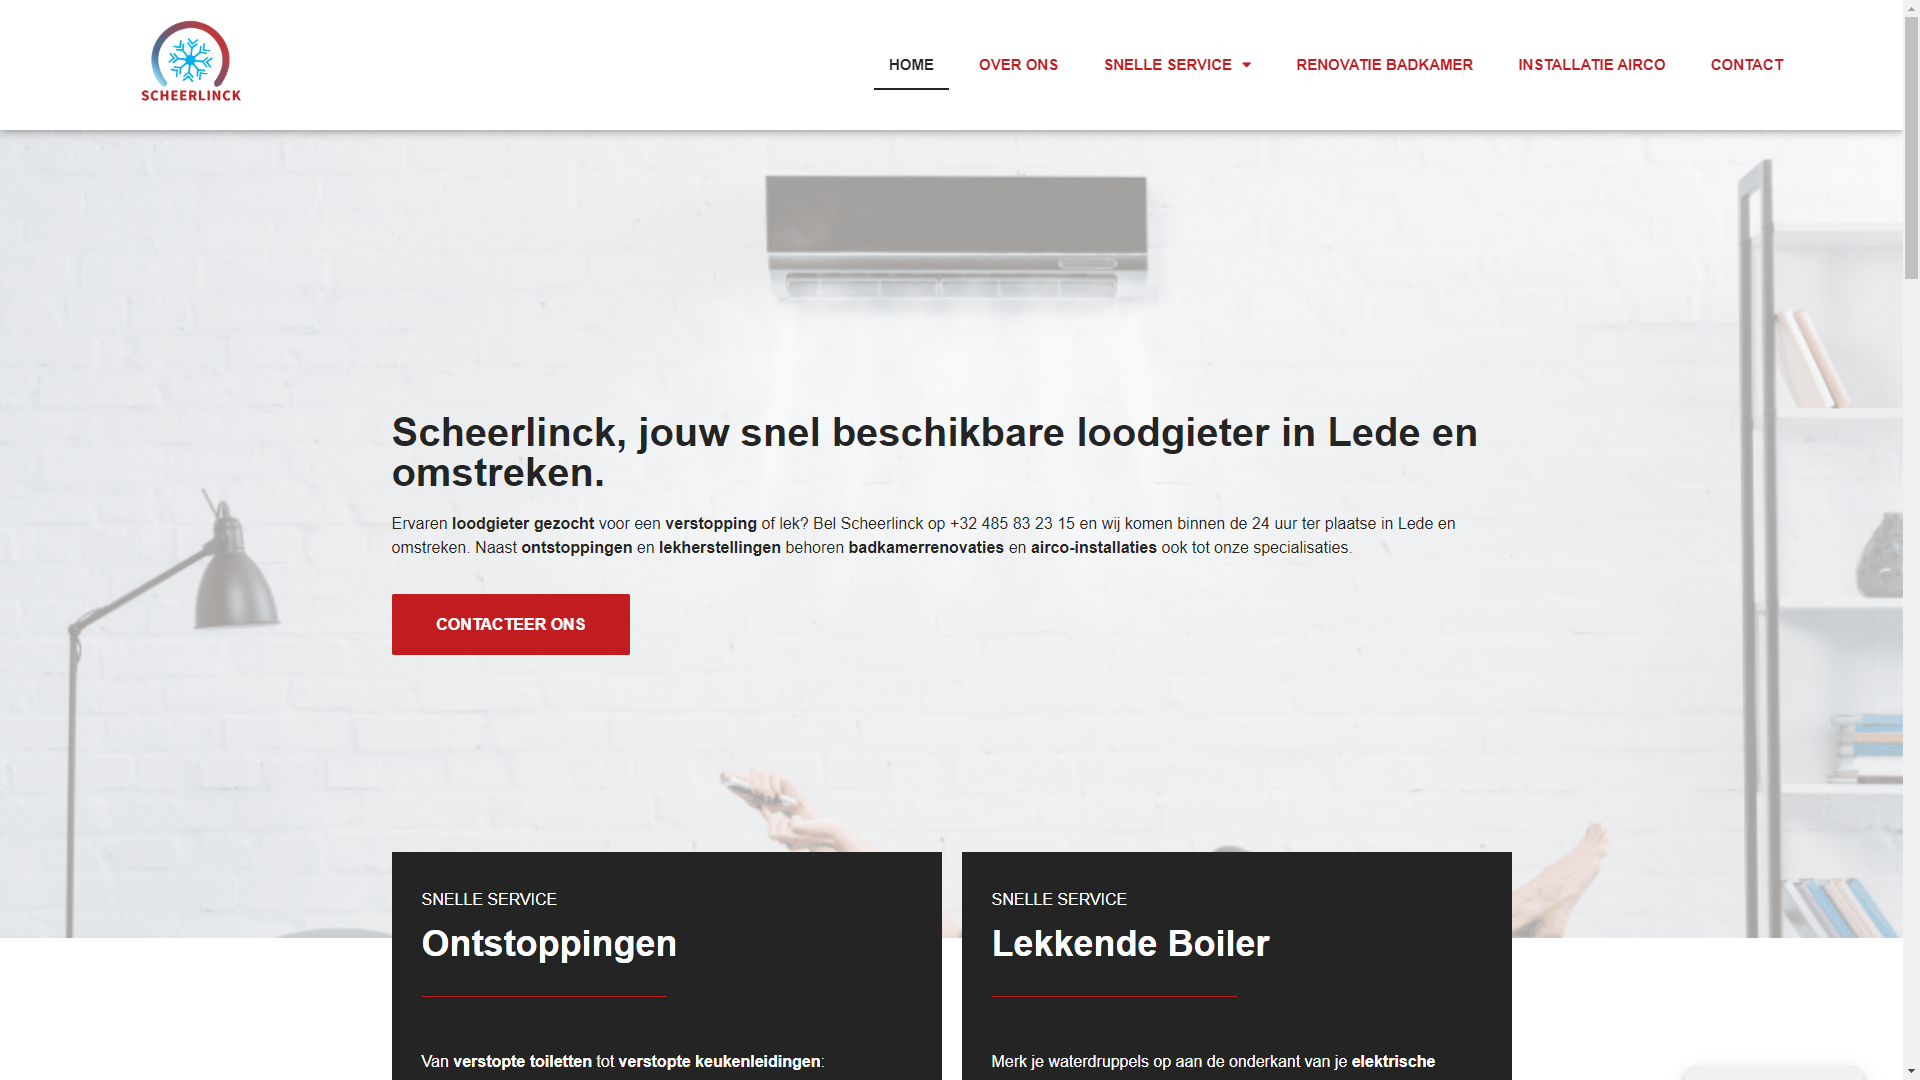 SCHEERLINCK
HOME
OVER ONS
SNELLE SERVICE
RENOVATIE BADKAMER
INSTALLATIE AIRCO
CONTACT
Scheerlinck, jouw snel beschikbare loodgieter in Lede en
omstreken.
Ervaren loodgieter gezocht voor een verstopping of lek? Bel Scheerlinck op +32 485 83 23 15 en wij komen binnen de 24 uur ter plaatse in Lede en
omstreken. Naast ontstoppingen en lekherstellingen behoren badkamerrenovaties en airco-installaties ook tot onze specialisaties.
CONTACTEER ONS
SNELLE SERVICE
Ontstoppingen
Van verstopte toiletten tot verstopte keukenleidingen:
SNELLE SERVICE
Lekkende Boiler
Merk je waterdruppels op aan de onderkant van je elektrische